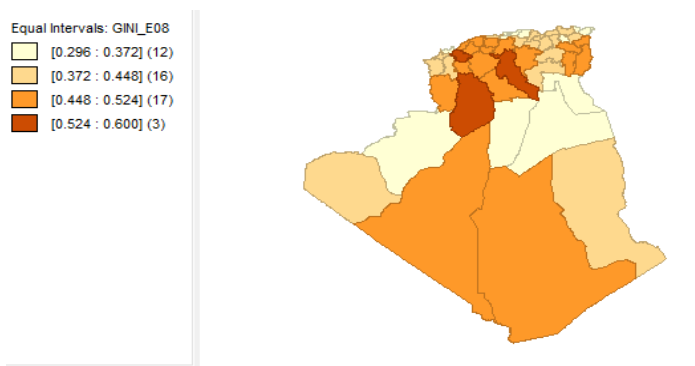 Equal Intervals: GINI_E08
[0.296 : 0.372] (12)
[0.372 : 0.448] (16)
[0.448 : 0.524] (17)
[0.524 : 0.600] (3)